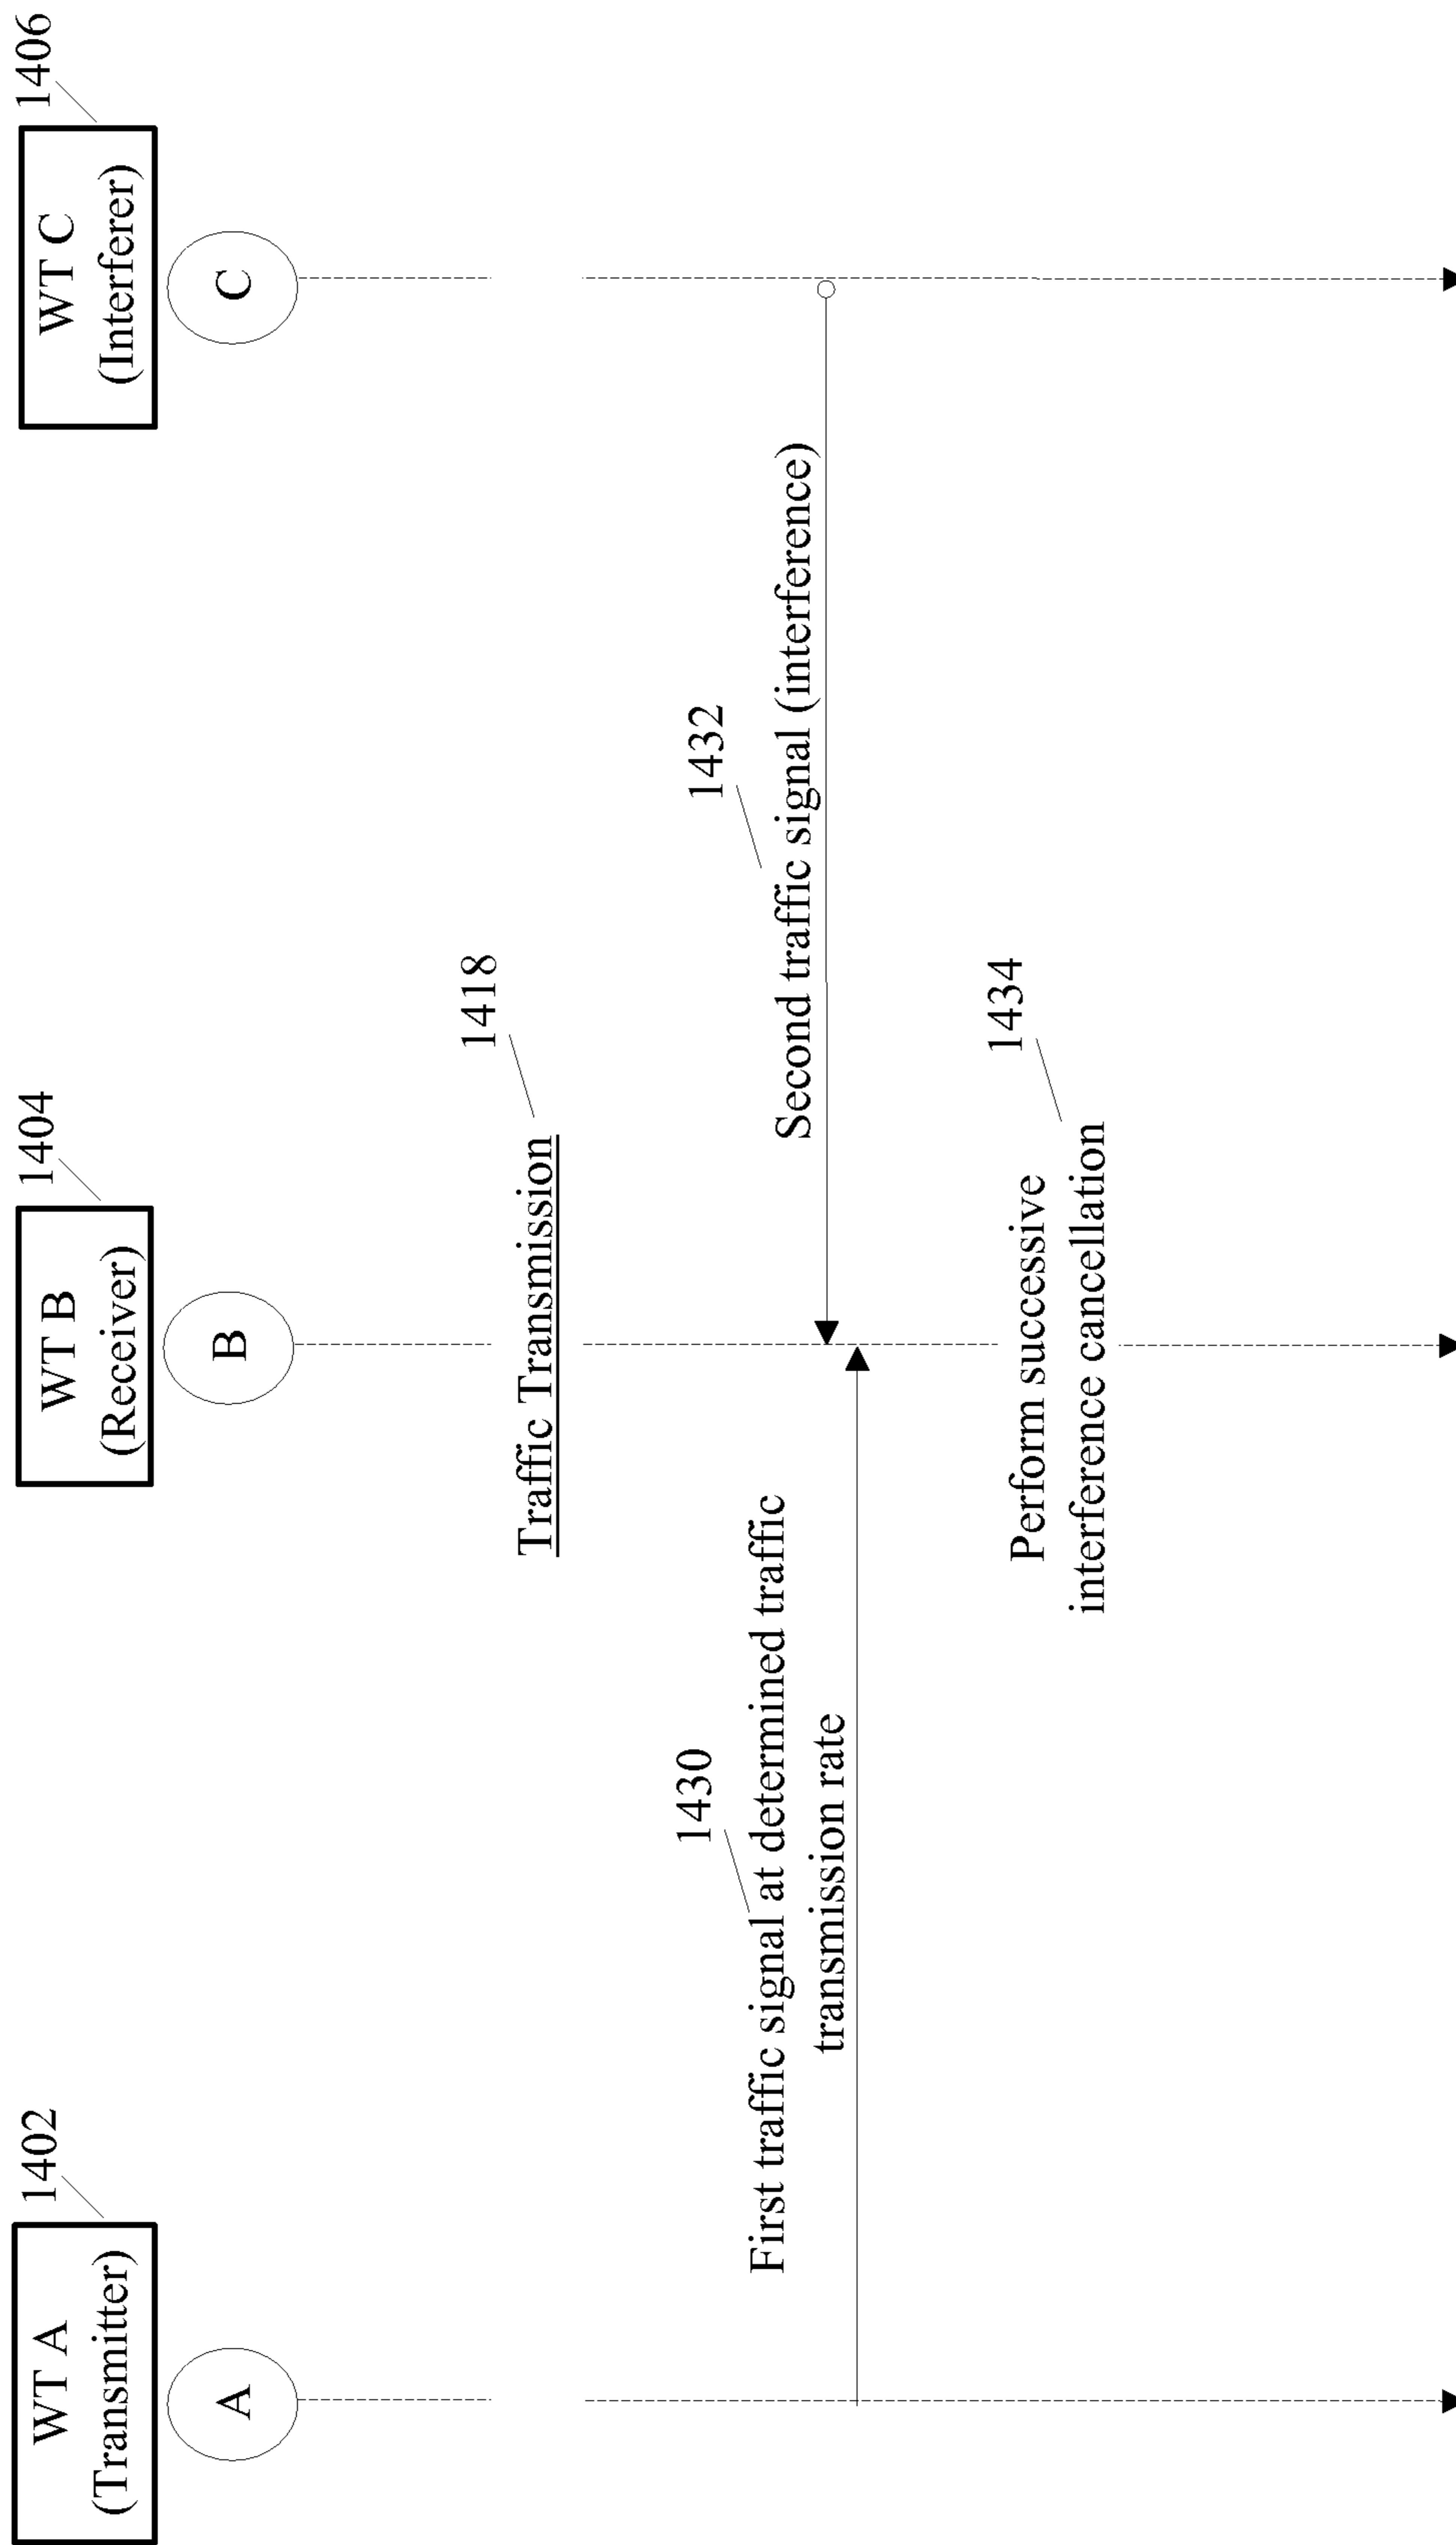 1402
WT A
(Transmitter)
A
1404
WT B
(Receiver)
B
1406
WT C
(Interferer)
C
1418
Traffic Transmission
1430
First traffic signal at determined traffic
transmission rate
1432
Second traffic signal (interference)
1434
Perform successive
interference cancellation